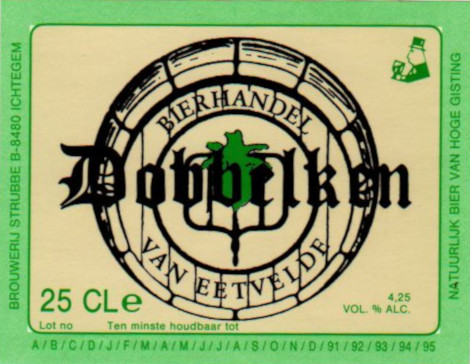 BROUWERIJ STRUBBE B-8480 ICHTEGEM
BIERHANDEL
Dobbelken
VAN EETVELDE
25 CLe
4,25
VOL. % ALC.
Lot no Ten minste houdbaar tot
A/B/C/D/J/F/M/A/M/J/J/A/S/O/N/D/91/92/93/94/95
NATUURLIJK BIER VAN HOGE GISTING